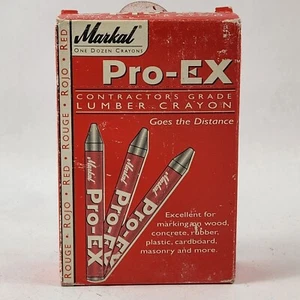 Markal
ONE DOZEN CRAYONS
Pro-EX
CONTRACTORS GRADE
LUMBER CRAYON
Goes the Distance
Excellent for
marking on wood,
concrete, rubber,
plastic, cardboard,
masonry and more.
Markal
Pro-EX
Markal
Pro-EX
Markal
Pro-EX
ROUGE • ROJO • RED • ROUGE • ROJO • RED